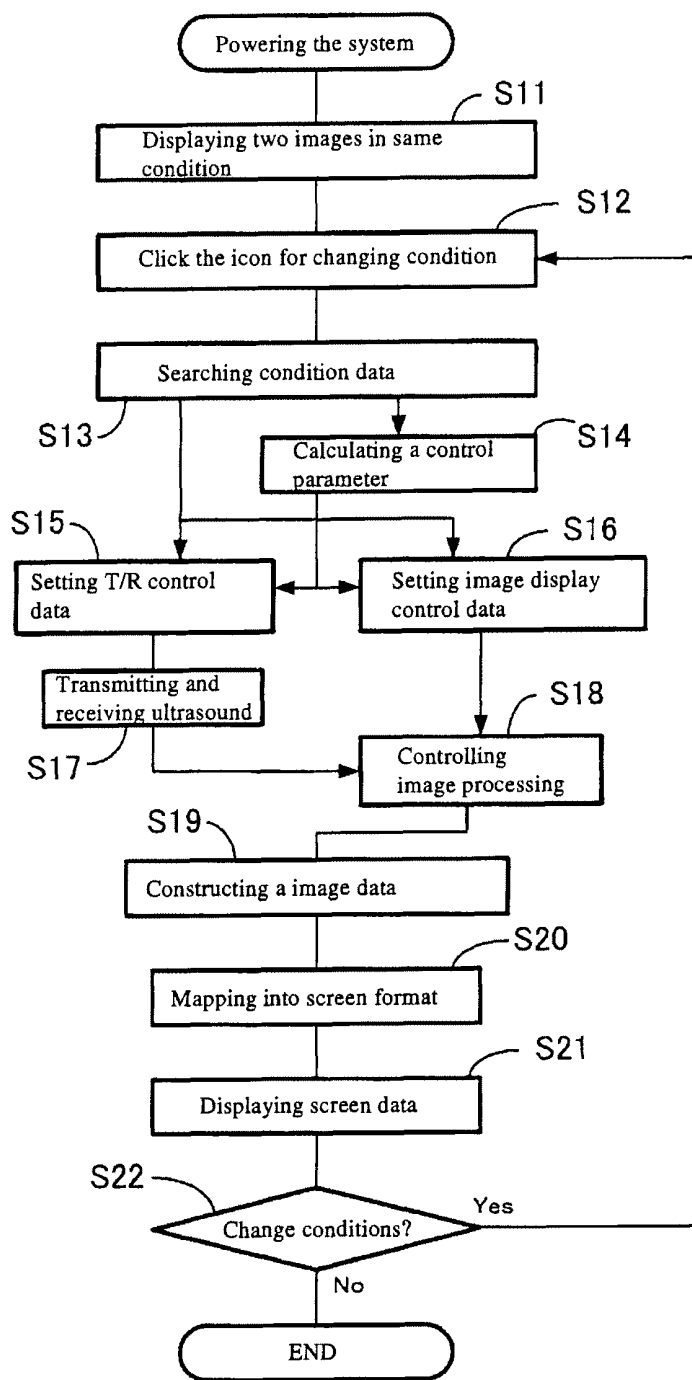 Powering the system
S11
Displaying two images in same
condition
S12
Click the icon for changing condition
Searching condition data
S13
S14
Calculating a control
parameter
S15
S16
Setting T/R control
data
Setting image display
control data
Transmitting and
receiving ultrasound
S17
S18
Controlling
image processing
S19
Constructing a image data
S20
Mapping into screen format
S21
Displaying screen data
S22
Change conditions?
Yes
No
END